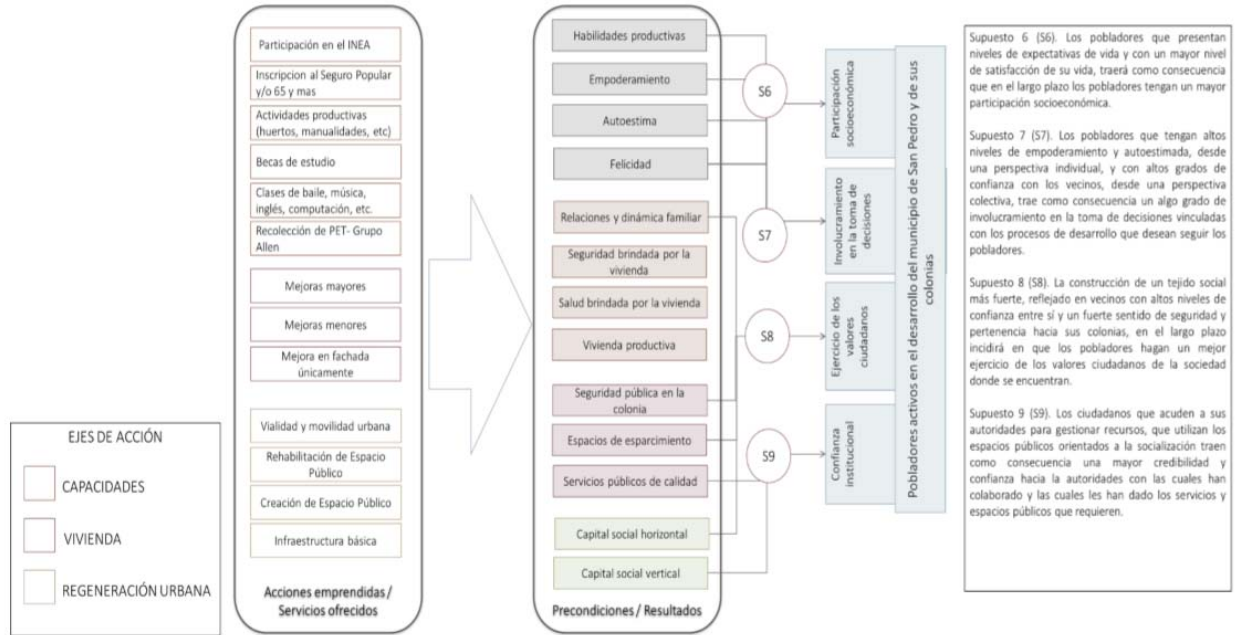 EJES DE ACCIÓN
CAPACIDADES
VIVIENDA
REGENERACIÓN URBANA
Participación en el INEA
Inscripcion al Seguro Popular
y/o 65 y mas
Actividades productivas
(huertos, manualidades, etc)
Becas de estudio
Clases de baile, música,
inglés, computación, etc.
Recolección de PET- Grupo
Allen
Mejoras mayores
Mejoras menores
Mejora en fachada
únicamente
Vialidad y movilidad urbana
Rehabilitación de Espacio
Público
Creación de Espacio Público
Infraestructura básica
Acciones emprendidas /
Servicios ofrecidos
Habilidades productivas
Empoderamiento
Autoestima
Felicidad
Relaciones y dinámica familiar
Seguridad brindada por la
vivienda
Salud brindada por la vivienda
Vivienda productiva
Seguridad pública en la
colonia
Espacios de esparcimiento
Servicios públicos de calidad
Capital social horizontal
Capital social vertical
Precondiciones / Resultados
S6
S7
S8
S9
Participación
socioeconómica
Involucramiento
en la toma de
decisiones
Ejercicio de los
valores
ciudadanos
Confianza
institucional
Pobladores activos en el desarrollo del municipio de San Pedro y de sus
colonias
Supuesto 6 (S6). Los pobladores que presentan
niveles de expectativas de vida y con un mayor nivel
de satisfacción de su vida, traerá como consecuencia
que en el largo plazo los pobladores tengan un mayor
participación socioeconómica.
Supuesto 7 (S7). Los pobladores que tengan altos
niveles de empoderamiento y autoestimada, desde
una perspectiva individual, y con altos grados de
confianza con los vecinos, desde una perspectiva
colectiva, trae como consecuencia un algo grado de
involucramiento en la toma de decisiones vinculadas
con los procesos de desarrollo que desean seguir los
pobladores.
Supuesto 8 (S8). La construcción de un tejido social
más fuerte, reflejado en vecinos con altos niveles de
confianza entre sí y un fuerte sentido de seguridad y
pertenencia hacia sus colonias, en el largo plazo
incidirá en que los pobladores hagan un mejor
ejercicio de los valores ciudadanos de la sociedad
donde se encuentran.
Supuesto 9 (S9). Los ciudadanos que acuden a sus
autoridades para gestionar recursos, que utilizan los
espacios públicos orientados a la socialización traen
como consecuencia una mayor credibilidad y
confianza hacia la autoridades con las cuales han
colaborado y las cuales les han dado los servicios y
espacios públicos que requieren.